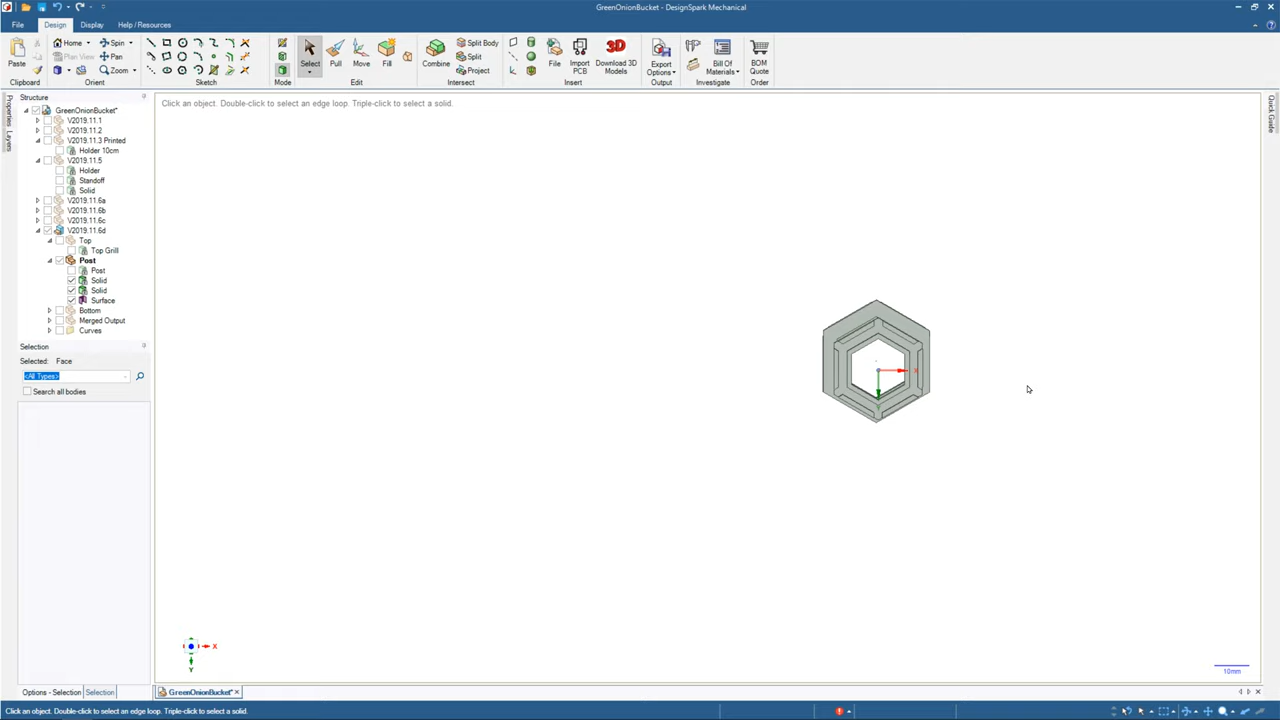 GreenOnionBucket - DesignSpark Mechanical
File Design Display Help / Resources
Home Spin
Plan View Pan
Zoom
Paste
Select Pull Move Fill
Combine
Split Body
Split
Project
File Import PCB Download 3D Models
Export Options
Bill Of Materials
BOM Quote
Clipboard Orient Sketch Mode Edit Intersect Insert Output Investigate Order
Structure
Properties
Layers
Quick Guide
Click an object. Double-click to select an edge loop. Triple-click to select a solid.
GreenOnionBucket*
V2019.11.1
V2019.11.2
V2019.11.3 Printed
Holder 10cm
V2019.11.5
Holder
Standoff
Solid
V2019.11.6a
V2019.11.6b
V2019.11.6c
V2019.11.6d
Top
Top Grill
Post
Post
Solid
Solid
Surface
Bottom
Merged Output
Curves
Selection
Selected: Face
<All Types>
Search all bodies
X
Y
X
Y
10mm
Options - Selection Selection
GreenOnionBucket*
Click an object. Double-click to select an edge loop. Triple-click to select a solid.